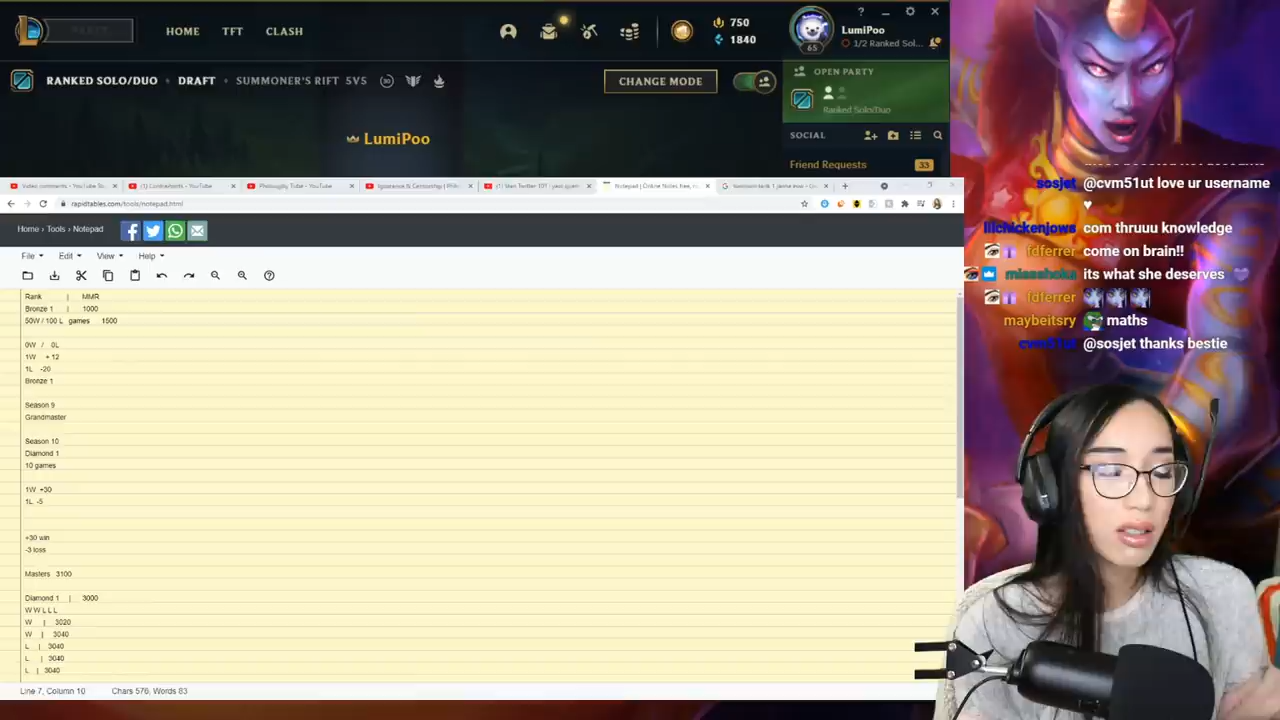 HOME
TFT
CLASH
750
1840
LumiPoo
65
1/2 Ranked Sol...
RANKED SOLO/DUO
DRAFT
SUMMONER'S RIFT 5V5
30
CHANGE MODE
OPEN PARTY
Ranked Solo/Duo
LumiPoo
SOCIAL
Friend Requests
33
rapidtables.com/tools/notepad.html
Home › Tools › Notepad
File
Edit
View
Help
Rank | MMR
Bronze 1 | 1000
50W / 100 L games 1500
0W / 0L
1W + 12
1L -20
Bronze 1
Season 9
Grandmaster
Season 10
Diamond 1
10 games
1W +30
1L -5
+30 win
-3 loss
Masters 3100
Diamond 1 | 3000
W W L L L
W | 3020
W | 3040
L | 3040
L | 3040
L | 3040
Line 7, Column 10
Chars 576, Words 83
sosjet @cvm51ut love ur username
♥
lilchickenjows com thruuu knowledge
fdferrer come on brain!!
its what she deserves
fdferrer
maybeitsry maths
cvm51ut @sosjet thanks bestie